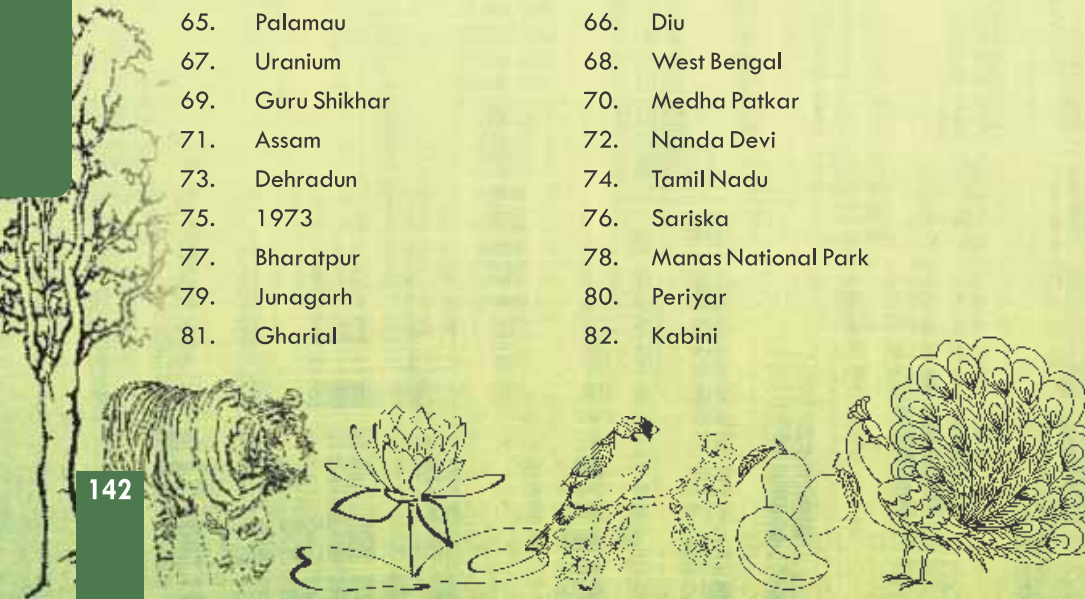 65. Palamau 66. Diu
67. Uranium 68. West Bengal
69. Guru Shikhar 70. Medha Patkar
71. Assam 72. Nanda Devi
73. Dehradun 74. Tamil Nadu
75. 1973 76. Sariska
77. Bharatpur 78. Manas National Park
79. Junagarh 80. Periyar
81. Gharial 82. Kabini
142